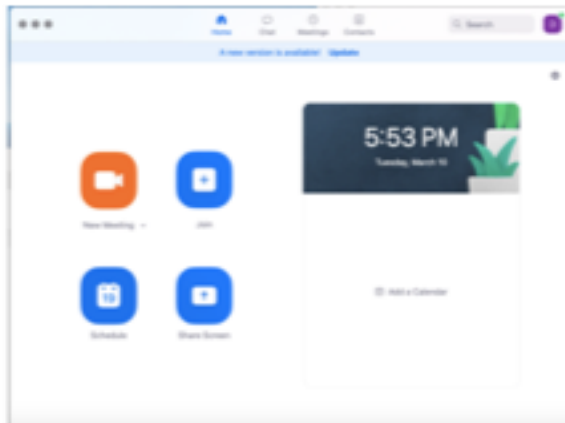 Home Chat Meetings Contacts Search
A new version is available! Update
5:53 PM
Tuesday, March 10
New Meeting
Join
19
Schedule
Share Screen
Add a Calendar